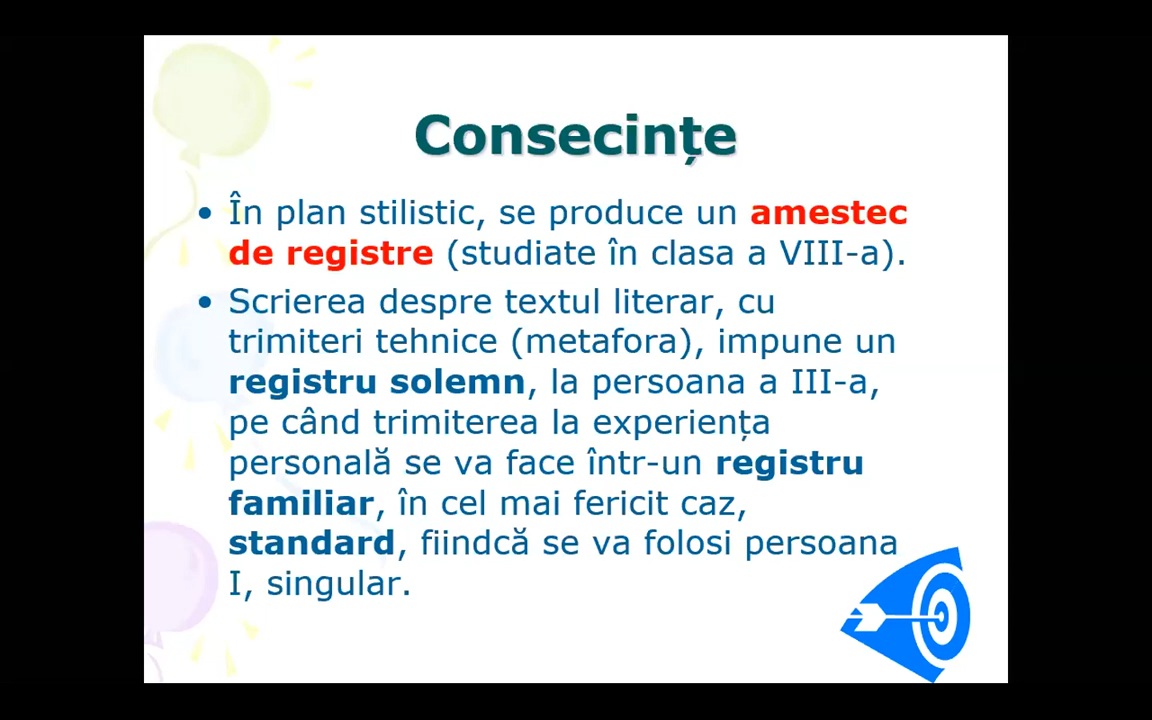 Consecințe
• În plan stilistic, se produce un amestec
de registre (studiate în clasa a VIII-a).
• Scrierea despre textul literar, cu
trimiteri tehnice (metafora), impune un
registru solemn, la persoana a III-a,
pe când trimiterea la experiența
personală se va face într-un registru
familiar, în cel mai fericit caz,
standard, fiindcă se va folosi persoana
I, singular.